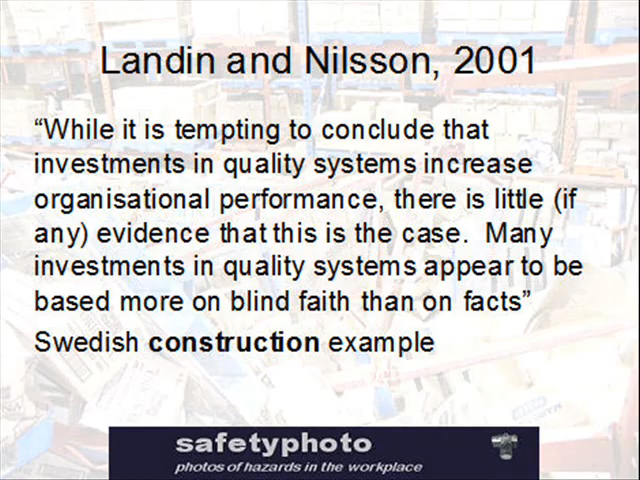 Landin and Nilsson, 2001
“While it is tempting to conclude that
investments in quality systems increase
organisational performance, there is little (if
any) evidence that this is the case.  Many
investments in quality systems appear to be
based more on blind faith than on facts”
Swedish construction example
safetyphoto
photos of hazards in the workplace